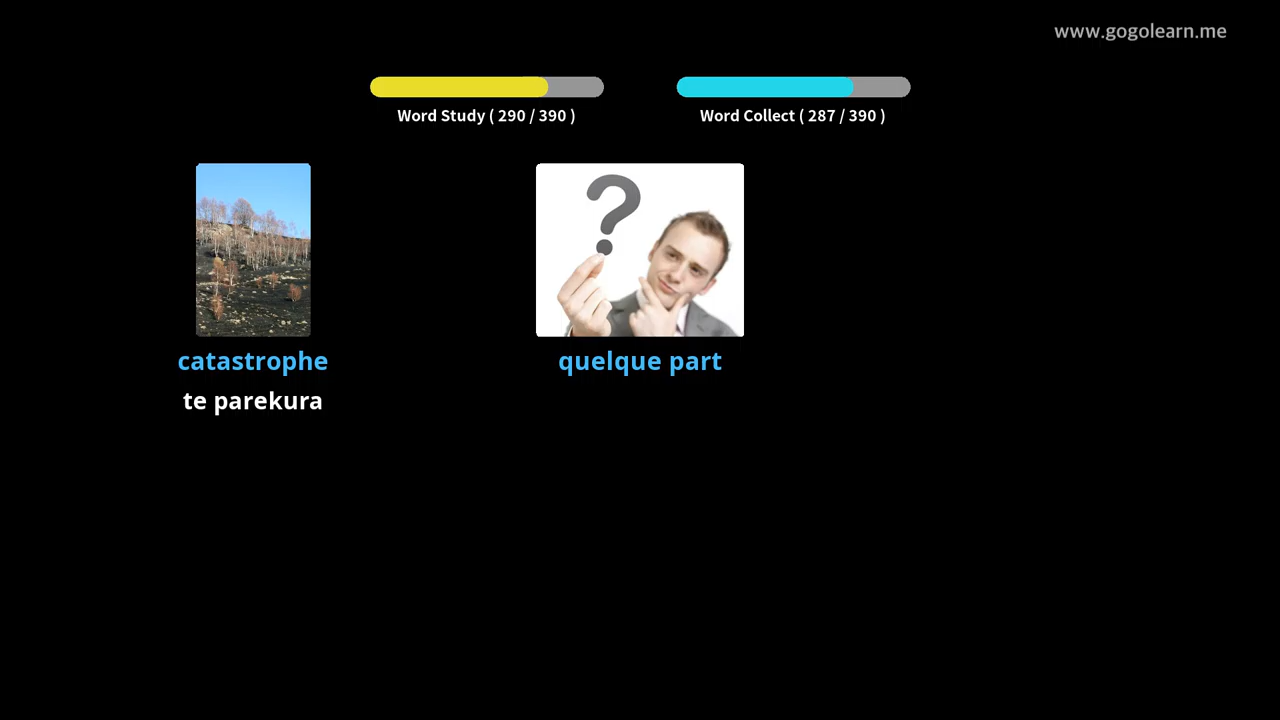 www.gogolearn.me
Word Study ( 290 / 390 )
Word Collect ( 287 / 390 )
catastrophe
te parekura
quelque part